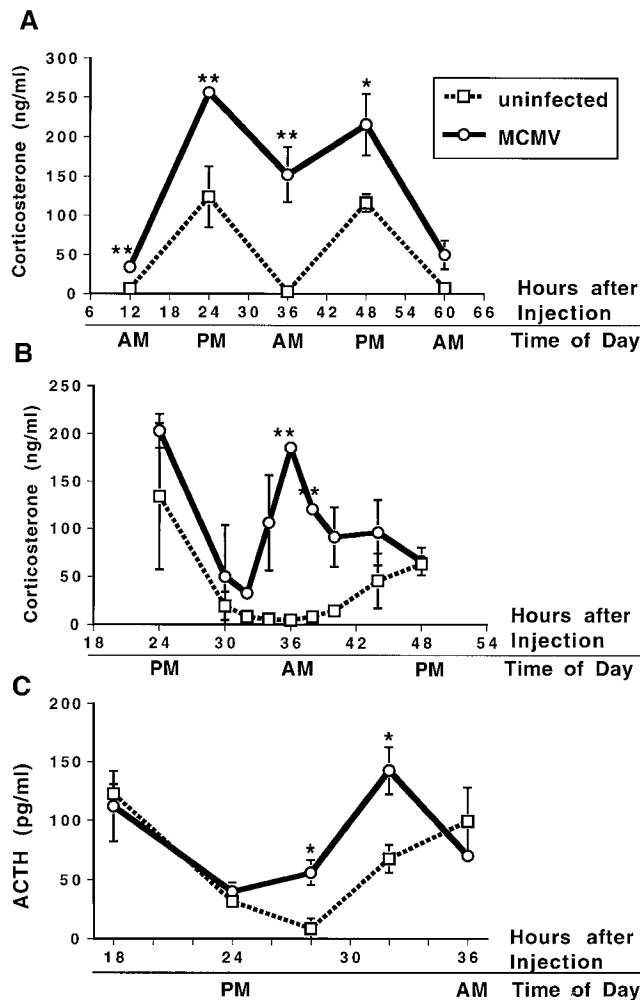 A
Corticosterone (ng/ml)
300
250
200
150
100
50
0
** ** ** *
uninfected
MCMV
6 12 18 24 30 36 42 48 54 60 66
Hours after Injection
AM PM AM PM AM
Time of Day
B
Corticosterone (ng/ml)
250
200
150
100
50
0
** **
18 24 30 36 42 48 54
Hours after Injection
PM AM PM
Time of Day
C
ACTH (pg/ml)
200
150
100
50
0
* *
18 24 30 36
Hours after Injection
PM AM
Time of Day